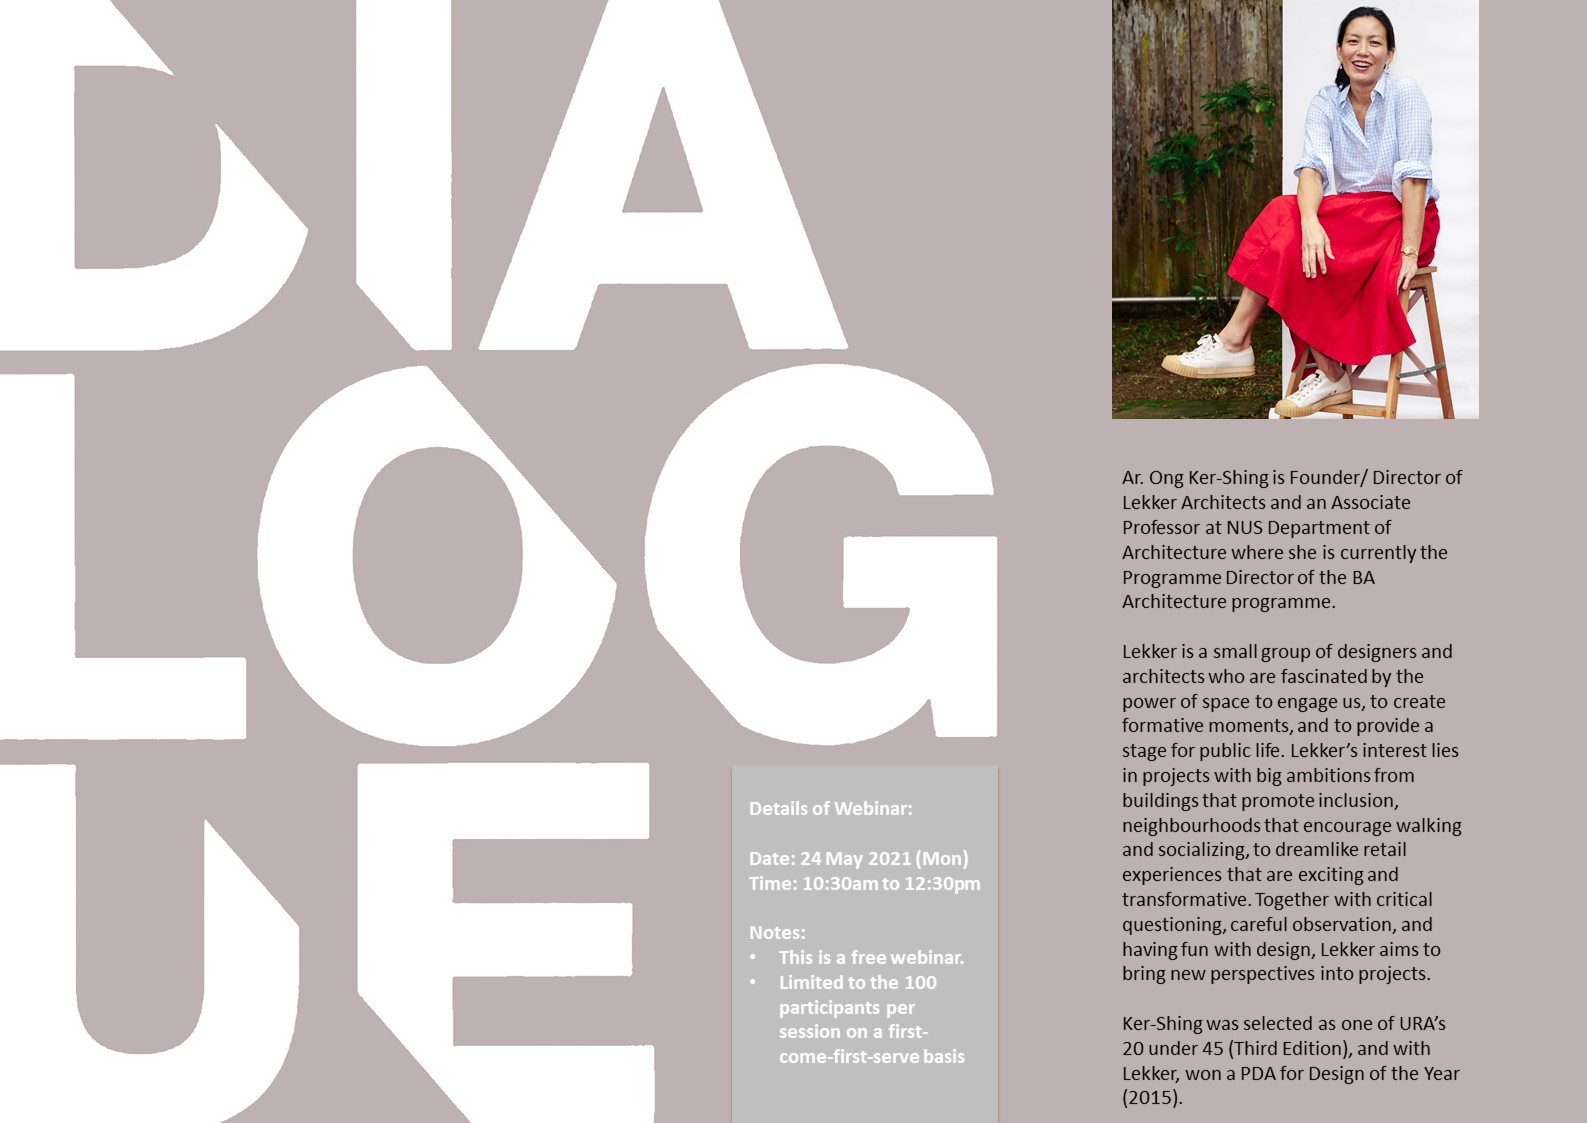 DIA
LOG
UE
Details of Webinar:
Date: 24 May 2021 (Mon)
Time: 10:30am to 12:30pm
Notes:
• This is a free webinar.
• Limited to the 100
participants per
session on a first-
come-first-serve basis
Ar. Ong Ker-Shing is Founder/ Director of
Lekker Architects and an Associate
Professor at NUS Department of
Architecture where she is currently the
Programme Director of the BA
Architecture programme.
Lekker is a small group of designers and
architects who are fascinated by the
power of space to engage us, to create
formative moments, and to provide a
stage for public life. Lekker’s interest lies
in projects with big ambitions from
buildings that promote inclusion,
neighbourhoods that encourage walking
and socializing, to dreamlike retail
experiences that are exciting and
transformative. Together with critical
questioning, careful observation, and
having fun with design, Lekker aims to
bring new perspectives into projects.
Ker-Shing was selected as one of URA’s
20 under 45 (Third Edition), and with
Lekker, won a PDA for Design of the Year
(2015).